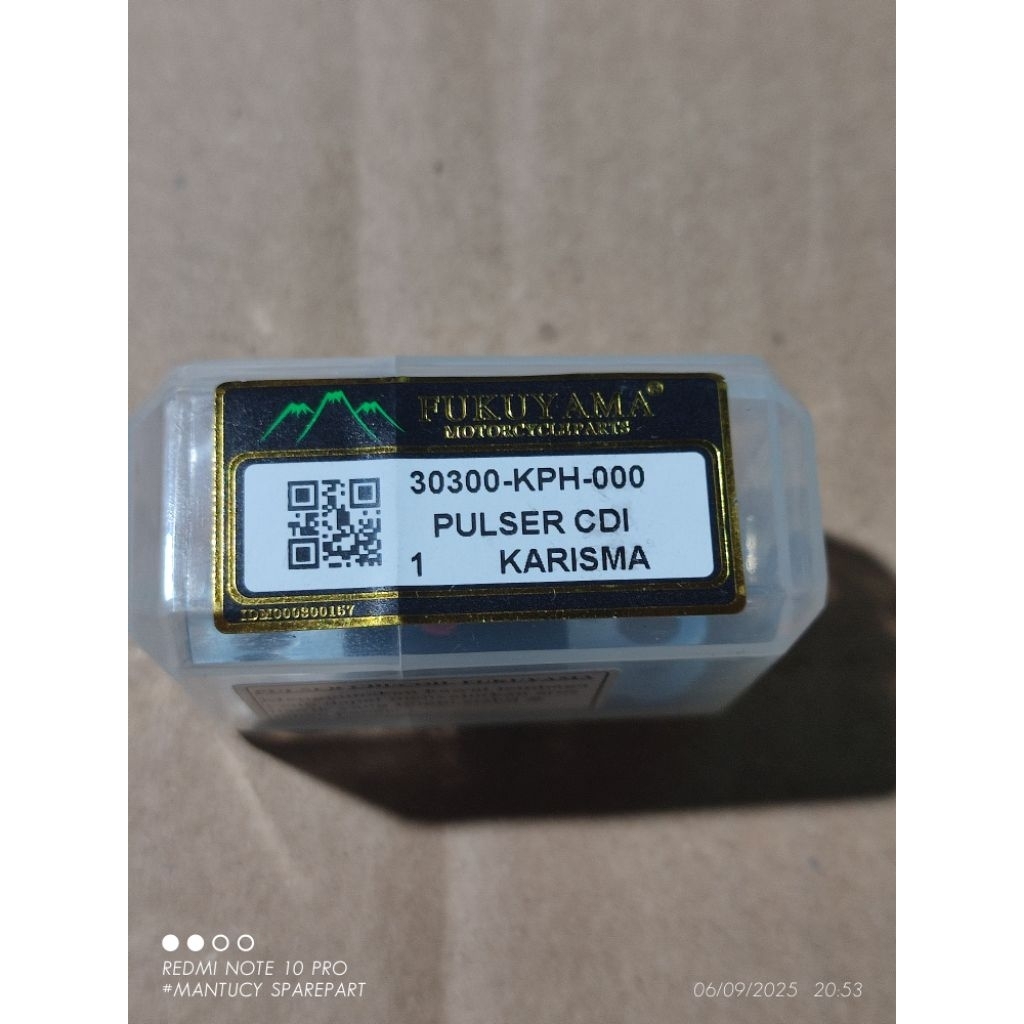 FUKUYAMA®
MOTORCYCLEPARTS
30300-KPH-000
PULSER CDI
1 KARISMA
IDM000800157
REDMI NOTE 10 PRO
#MANTUCY SPAREPART
06/09/2025 20:53